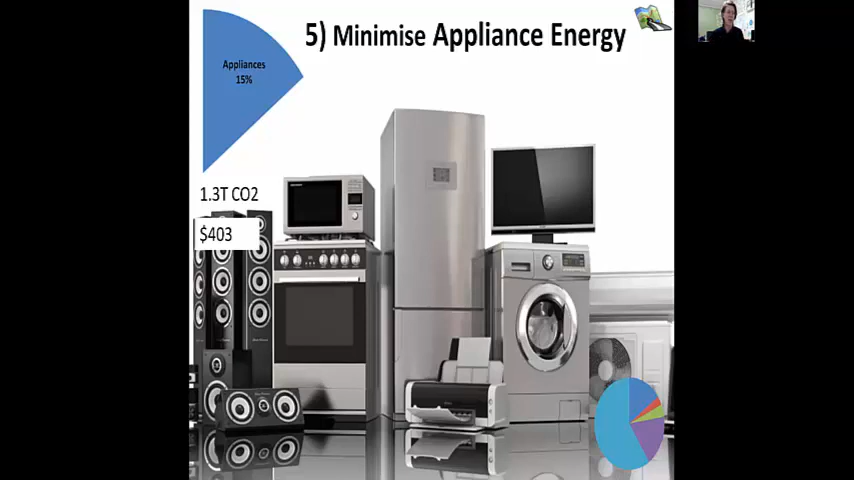 5) Minimise Appliance Energy
Appliances
15%
1.3T CO2
$403